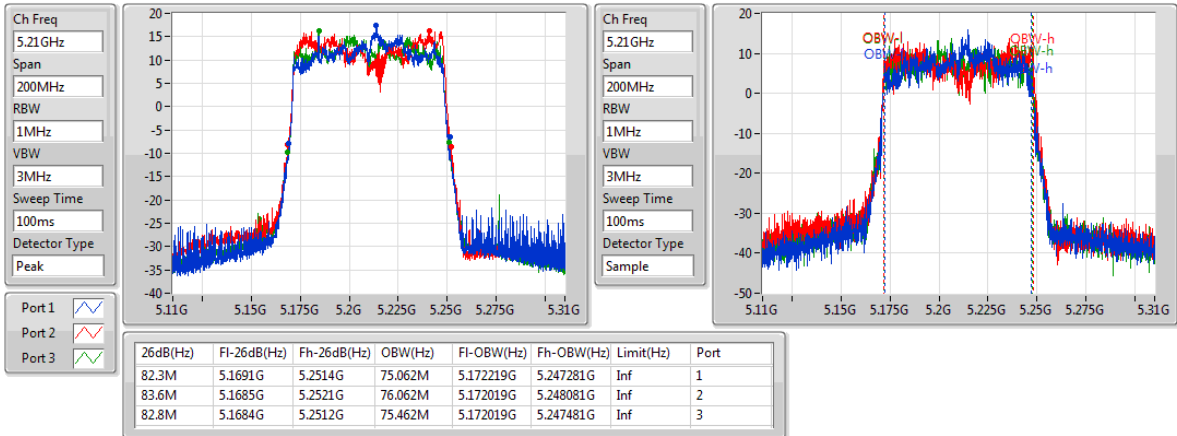 Ch Freq
5.21GHz
Span
200MHz
RBW
1MHz
VBW
3MHz
Sweep Time
100ms
Detector Type
Peak
Port 1
Port 2
Port 3
20
15
10
5
0
-5
-10
-15
-20
-25
-30
-35
-40
5.11G 5.15G 5.175G 5.2G 5.225G 5.25G 5.31G
Ch Freq
5.21GHz
Span
200MHz
RBW
1MHz
VBW
3MHz
Sweep Time
100ms
Detector Type
Sample
20
10
0
-10
-20
-30
-40
-50
OBW-l OBW-h
5.11G 5.15G 5.175G 5.2G 5.225G 5.25G 5.31G
26dB(Hz) Fl-26dB(Hz) Fh-26dB(Hz) OBW(Hz) Fl-OBW(Hz) Fh-OBW(Hz) Limit(Hz) Port
82.3M 5.1691G 5.2514G 75.062M 5.172219G 5.247281G Inf 1
83.6M 5.1685G 5.2521G 76.062M 5.172019G 5.248081G Inf 2
82.8M 5.1684G 5.2512G 75.462M 5.172019G 5.247481G Inf 3